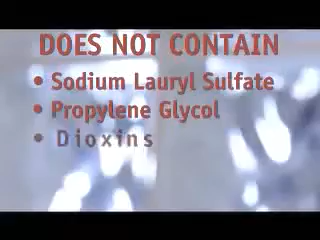 DOES NOT CONTAIN
• Sodium Lauryl Sulfate
• Propylene Glycol
• Dioxins